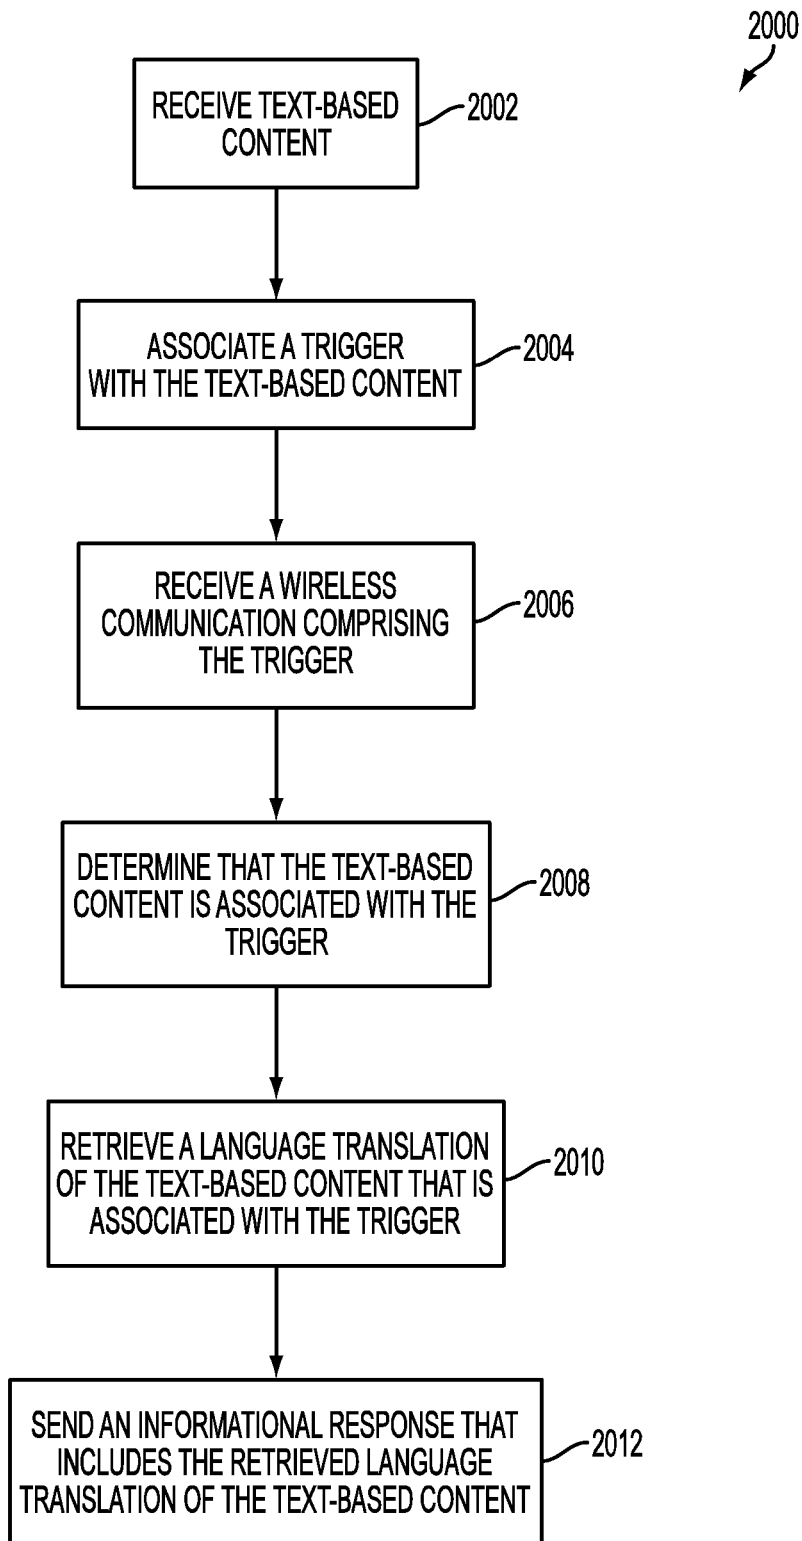 2000
RECEIVE TEXT-BASED
CONTENT
2002
ASSOCIATE A TRIGGER
WITH THE TEXT-BASED CONTENT
2004
RECEIVE A WIRELESS
COMMUNICATION COMPRISING
THE TRIGGER
2006
DETERMINE THAT THE TEXT-BASED
CONTENT IS ASSOCIATED WITH THE
TRIGGER
2008
RETRIEVE A LANGUAGE TRANSLATION
OF THE TEXT-BASED CONTENT THAT IS
ASSOCIATED WITH THE TRIGGER
2010
SEND AN INFORMATIONAL RESPONSE THAT
INCLUDES THE RETRIEVED LANGUAGE
TRANSLATION OF THE TEXT-BASED CONTENT
2012